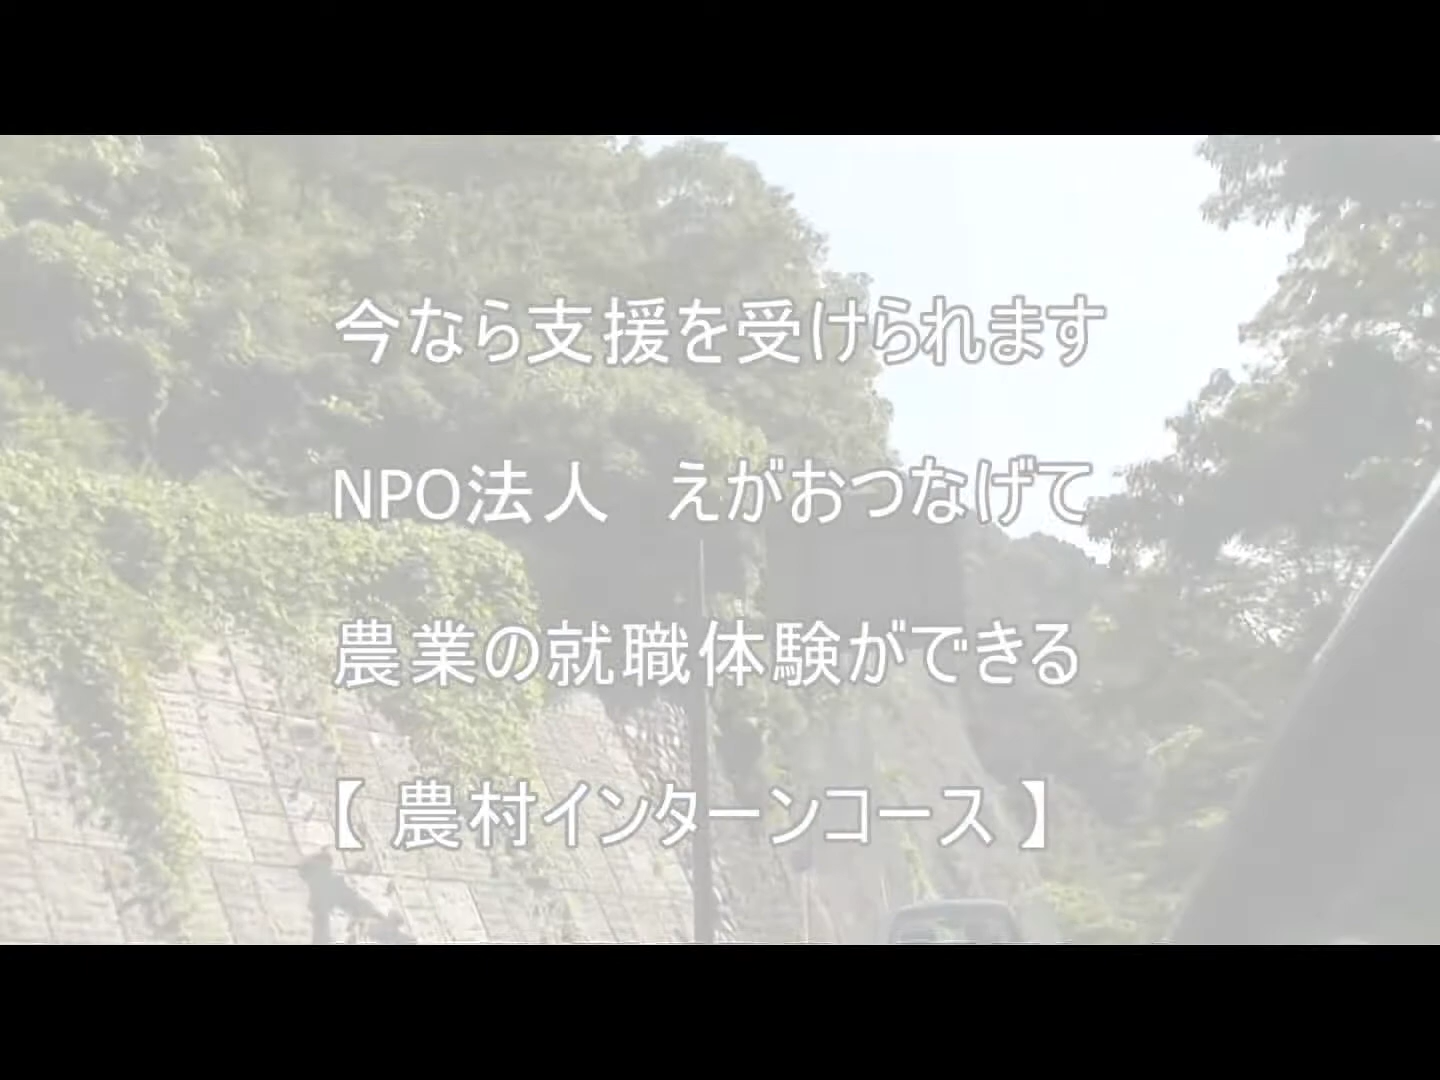 今なら支援を受けられます
NPO法人　えがおつなげて
農業の就職体験ができる
【 農村インターンコース 】